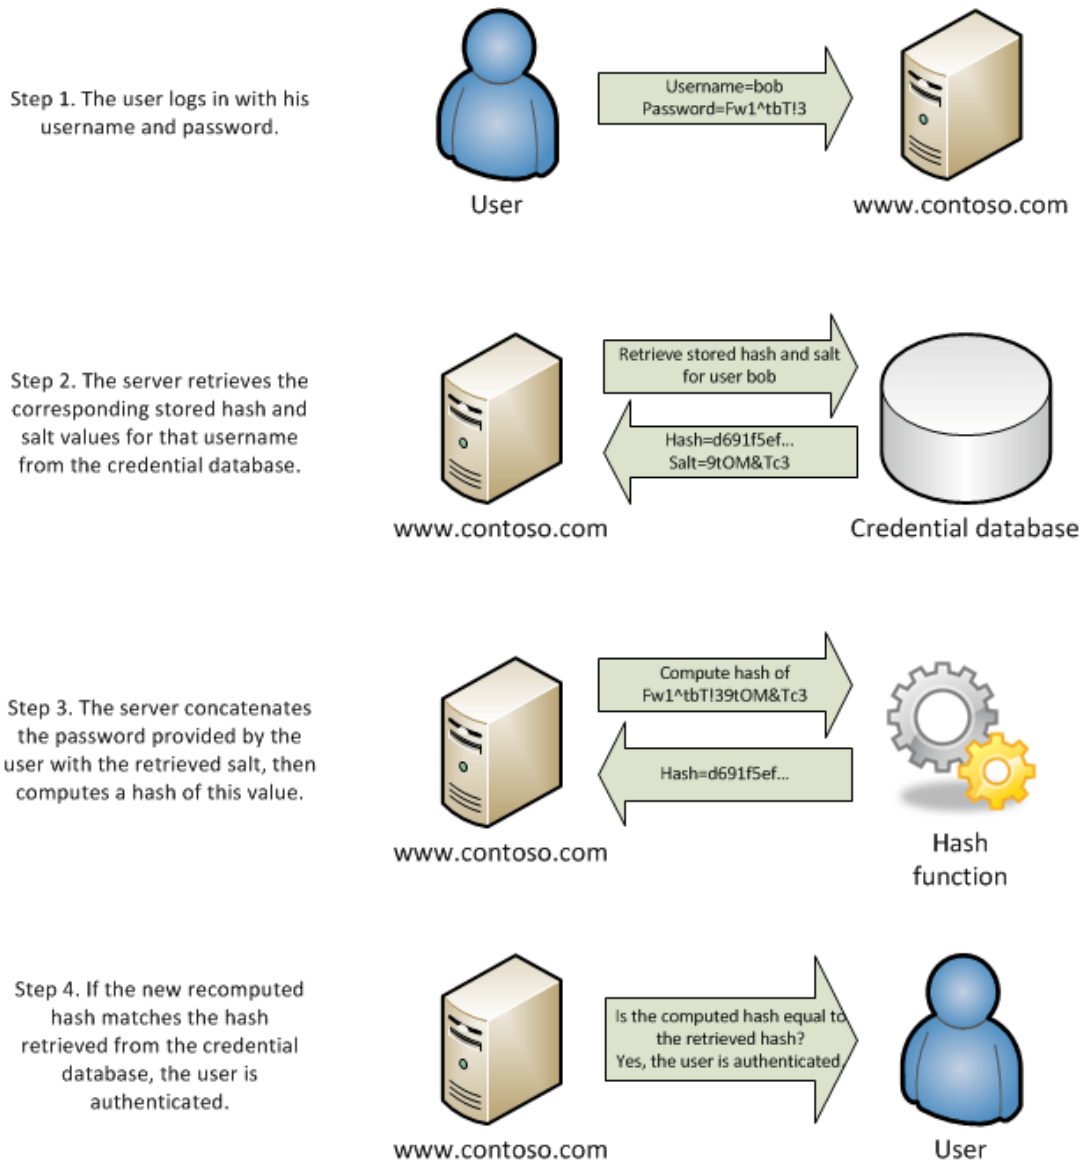 Step 1. The user logs in with his
username and password.
Username=bob
Password=Fw1^tbT!3
User
www.contoso.com
Step 2. The server retrieves the
corresponding stored hash and
salt values for that username
from the credential database.
Retrieve stored hash and salt
for user bob
Hash=d691f5ef...
Salt=9tOM&Tc3
www.contoso.com
Credential database
Step 3. The server concatenates
the password provided by the
user with the retrieved salt, then
computes a hash of this value.
Compute hash of
Fw1^tbT!39tOM&Tc3
Hash=d691f5ef...
www.contoso.com
Hash
function
Step 4. If the new recomputed
hash matches the hash
retrieved from the credential
database, the user is
authenticated.
Is the computed hash equal to
the retrieved hash?
Yes, the user is authenticated.
www.contoso.com
User